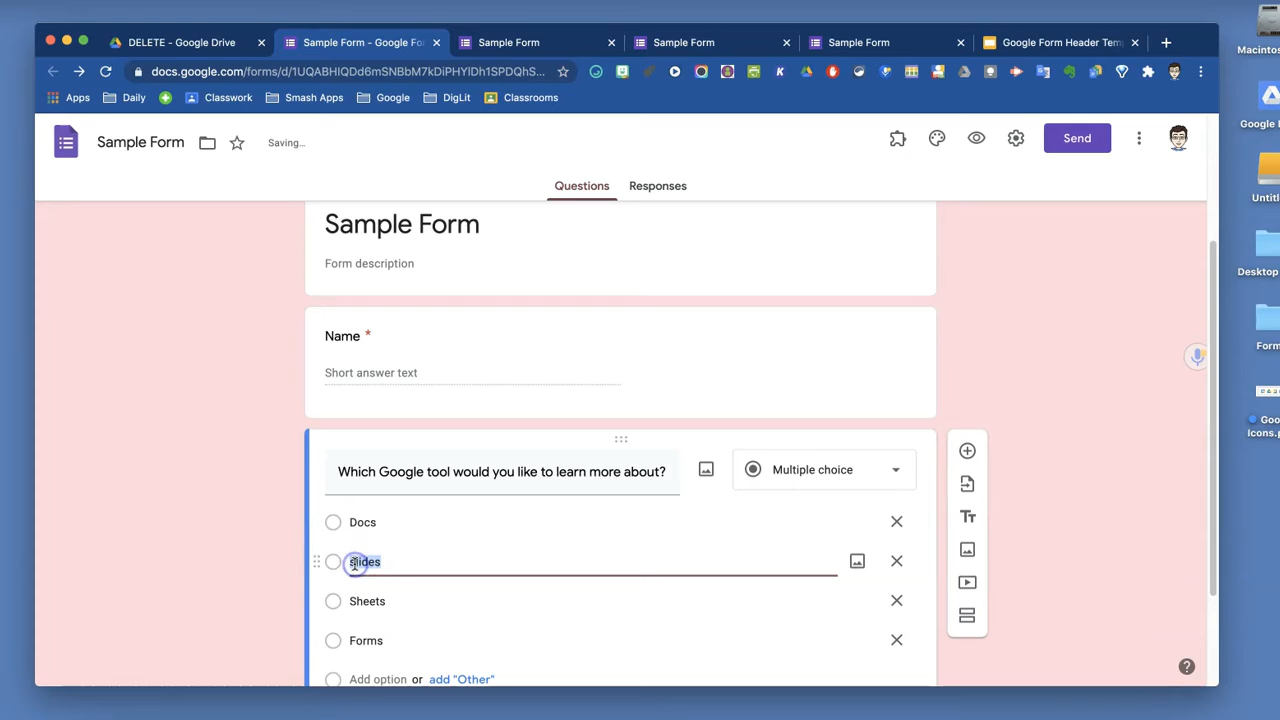 DELETE - Google Drive
Sample Form - Google Fo
Sample Form
Sample Form
Sample Form
Google Form Header Tem
docs.google.com/forms/d/1UQABHIQDd6mSNBbM7kDiPHYIDh1SPDQhS...
Apps
Daily
Classwork
Smash Apps
Google
DigLit
Classrooms
Sample Form
Saving...
Send
Questions
Responses
Sample Form
Form description
Name *
Short answer text
Which Google tool would you like to learn more about?
Multiple choice
Docs
slides
Sheets
Forms
Add option or add "Other"
Macintos
Google
Untitl
Desktop
Form
Goo
Icons.p